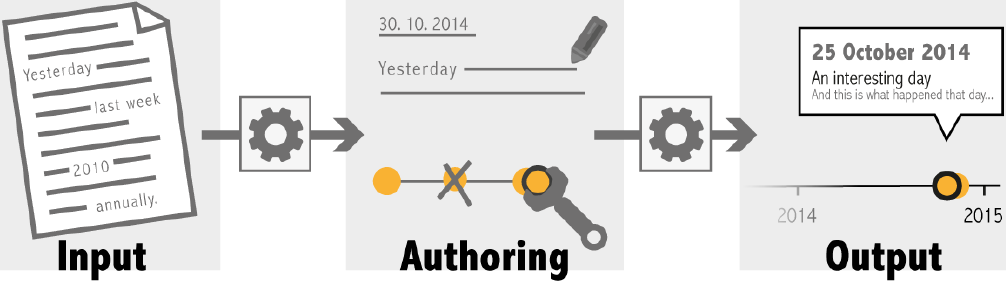 Yesterday
last week
2010
annually.
Input
30. 10. 2014
Yesterday
Authoring
25 October 2014
An interesting day
And this is what happened that day...
2014
2015
Output